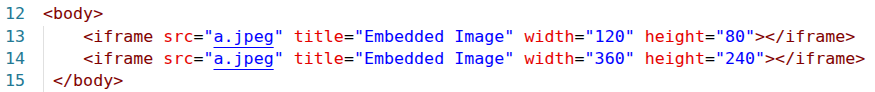 12 <body>
13 <iframe src="a.jpeg" title="Embedded Image" width="120" height="80"></iframe>
14 <iframe src="a.jpeg" title="Embedded Image" width="360" height="240"></iframe>
15 </body>